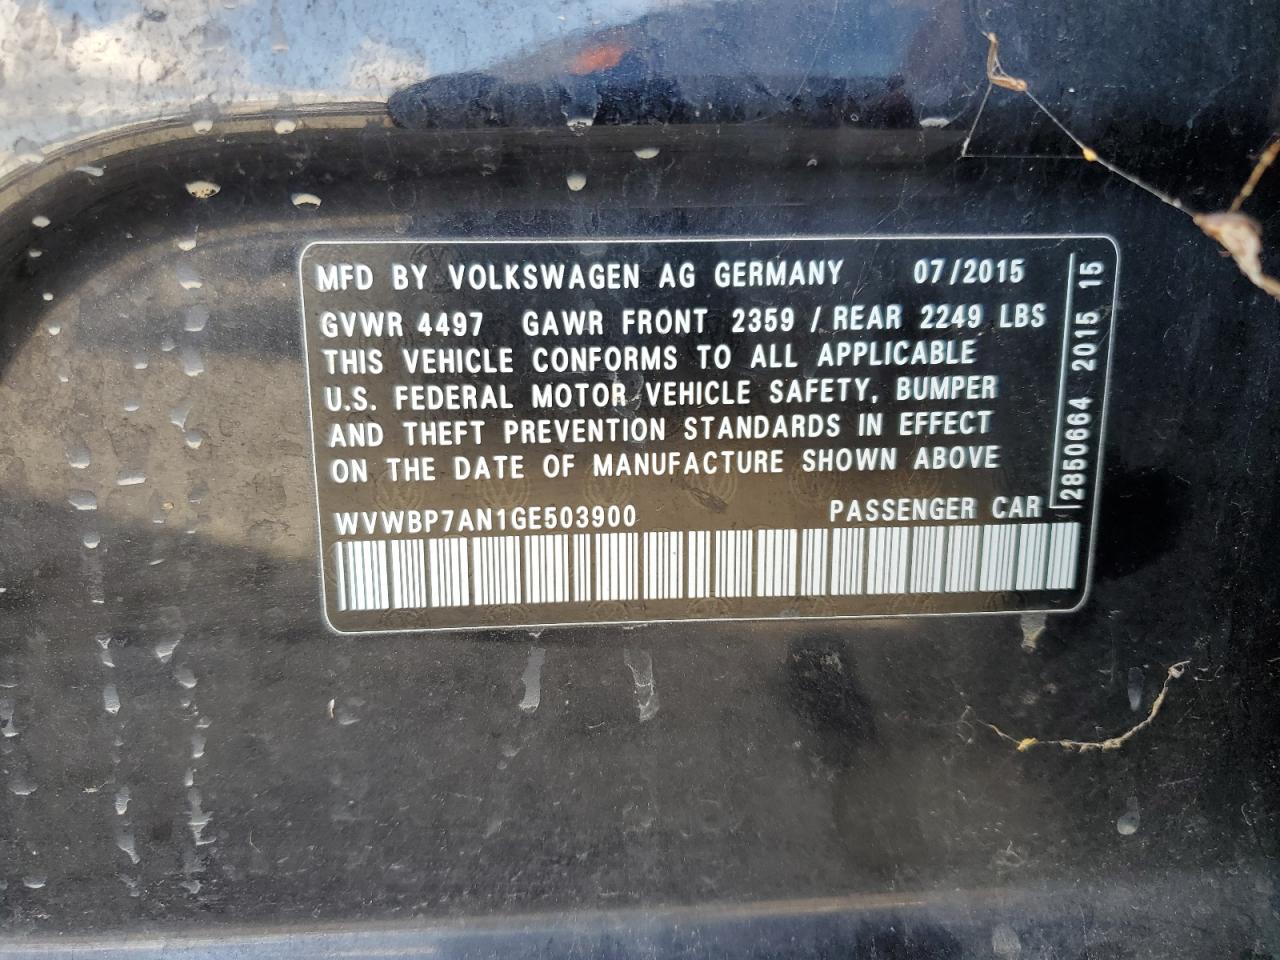 MFD BY VOLKSWAGEN AG GERMANY 07/2015
GVWR 4497 GAWR FRONT 2359 / REAR 2249 LBS
THIS VEHICLE CONFORMS TO ALL APPLICABLE
U.S. FEDERAL MOTOR VEHICLE SAFETY, BUMPER
AND THEFT PREVENTION STANDARDS IN EFFECT
ON THE DATE OF MANUFACTURE SHOWN ABOVE
WVWBP7AN1GE503900 PASSENGER CAR
2850664 2015 15